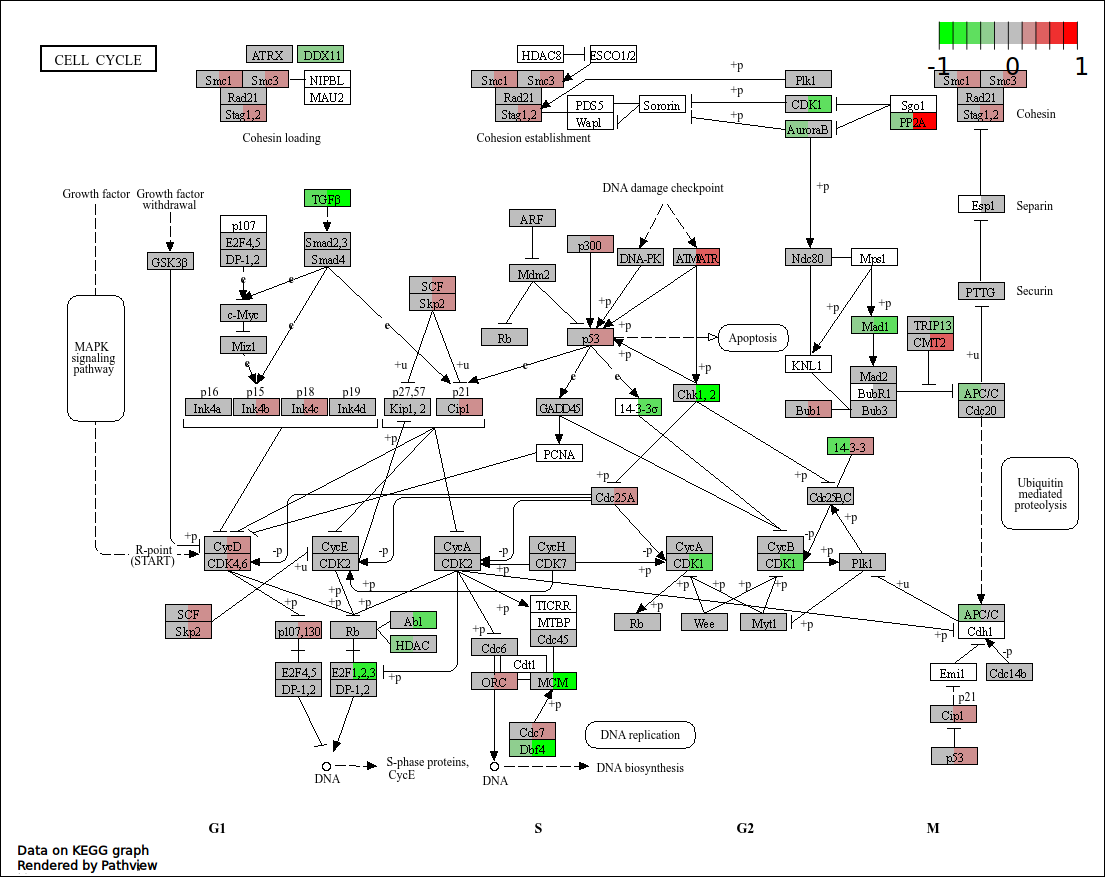 CELL CYCLE
ATRX
DDX11
Smc1
Smc3
NIPBL
Rad21
MAU2
Stag1,2
Cohesin loading
HDAC8
ESCO1/2
Smc1
Smc3
Rad21
Stag1,2
PDS5
Wapl
Sororin
Cohesion establishment
+p
Plk1
+p
CDK1
+p
AuroraB
Sgo1
PP2A
-1
0
1
Smc1
Smc3
Rad21
Stag1,2
Cohesin
Growth factor
Growth factor
withdrawal
TGFβ
p107
E2F4,5
DP-1,2
Smad2,3
Smad4
GSK3β
DNA damage checkpoint
ARF
p300
DNA-PK
ATMATR
+p
Ndc80
Mps1
Esp1
Separin
Mdm2
SCF
Skp2
PTTG
Securin
e
c-Myc
Miz1
e
e
e
MAPK
signaling
pathway
Rb
p53
+p
+p
+p
Apoptosis
+p
+p
Mad1
TRIP13
CMT2
KNL1
Mad2
BubR1
Bub3
Bub1
+u
APC/C
Cdc20
+u
+u
e
e
+p
p16
Ink4a
p15
Ink4b
p18
Ink4c
p19
Ink4d
p27,57
Kip1, 2
p21
Cip1
GADD45
14-3-3σ
Chk1, 2
+p
PCNA
14-3-3
+p
Cdc25A
+p
Cdc25B,C
Ubiquitin
mediated
proteolysis
R-point
(START)
+p
CycD
CDK4,6
-p
+u
CycE
CDK2
-p
CycA
CDK2
-p
+p
CycH
CDK7
-p
+p
CycA
CDK1
CycB
CDK1
-p
+p
+p
Plk1
+u
SCF
Skp2
+p
+p
+p
+p
p107,130
Rb
Abl
HDAC
+p
+p
TICRR
MTBP
Cdc45
Cdc6
Cdt1
ORC
MCM
+p
Rb
+p
Wee
+p
+p
Myt1
+p
+p
APC/C
Cdh1
-p
Emi1
Cdc14b
p21
Cip1
p53
E2F4,5
DP-1,2
E2F1,2,3
DP-1,2
+p
Cdc7
Dbf4
DNA replication
DNA
S-phase proteins,
CycE
DNA
DNA biosynthesis
G1
S
G2
M
Data on KEGG graph
Rendered by Pathview